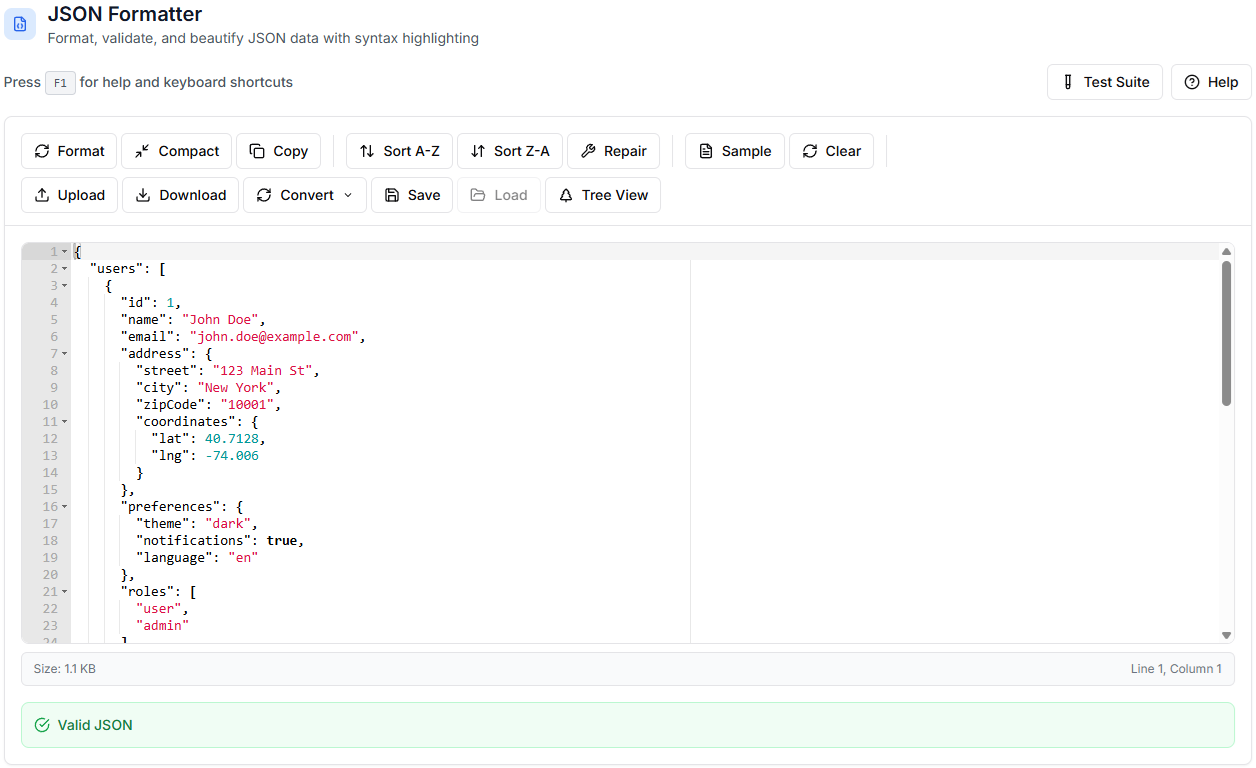 JSON Formatter
Format, validate, and beautify JSON data with syntax highlighting
Press F1 for help and keyboard shortcuts
Test Suite Help
Format Compact Copy Sort A-Z Sort Z-A Repair Sample Clear
Upload Download Convert Save Load Tree View
1 {
2 "users": [
3 {
4 "id": 1,
5 "name": "John Doe",
6 "email": "john.doe@example.com",
7 "address": {
8 "street": "123 Main St",
9 "city": "New York",
10 "zipCode": "10001",
11 "coordinates": {
12 "lat": 40.7128,
13 "lng": -74.006
14 }
15 },
16 "preferences": {
17 "theme": "dark",
18 "notifications": true,
19 "language": "en"
20 },
21 "roles": [
22 "user",
23 "admin"
24 ]
Size: 1.1 KB Line 1, Column 1
Valid JSON